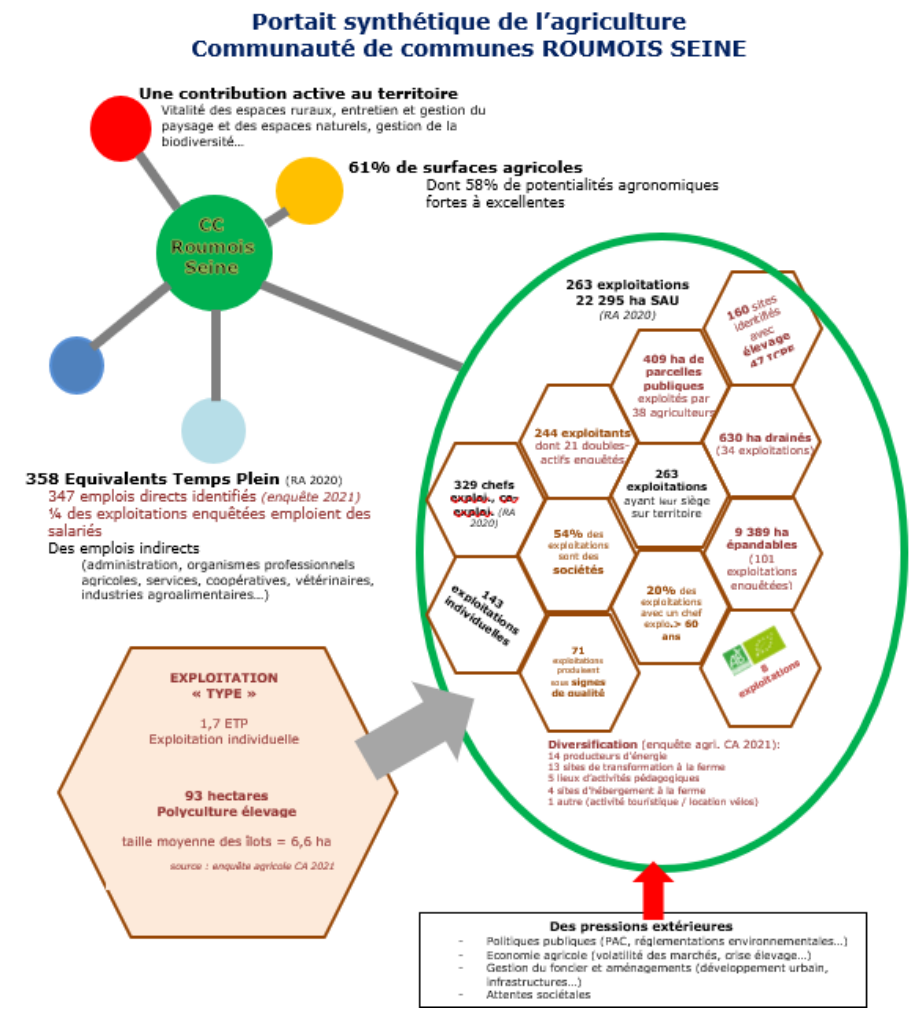 Portait synthétique de l’agriculture
Communauté de communes ROUMOIS SEINE
Une contribution active au territoire
Vitalité des espaces ruraux, entretien et gestion du
paysage et des espaces naturels, gestion de la
biodiversité…
61% de surfaces agricoles
Dont 58% de potentialités agronomiques
fortes à excellentes
CC
Roumois
Seine
358 Equivalents Temps Plein (RA 2020)
347 emplois directs identifiés (enquête 2021)
¼ des exploitations enquêtées emploient des
salariés
Des emplois indirects
(administration, organismes professionnels
agricoles, services, coopératives, vétérinaires,
industries agroalimentaires…)
263 exploitations
22 295 ha SAU
(RA 2020)
160 sites
identifiés
avec
élevage
47 ICPE
409 ha de
parcelles
publiques
exploités par
38 agriculteurs
244 exploitants
dont 21 doubles-
actifs enquêtés
630 ha drainés
(34 exploitations)
329 chefs
exploi., co-
exploi. (RA
2020)
263
exploitations
ayant leur siège
sur territoire
54% des
exploitations
sont des
sociétés
9 389 ha
épandables
(101
exploitations
enquêtées)
143
exploitations
individuelles
20% des
exploitations
avec un chef
explo.> 60
ans
71
exploitations
produisent
sous signes
de qualité
AB
8
exploitations
Diversification (enquête agri. CA 2021):
14 producteurs d'énergie
13 sites de transformation à la ferme
5 lieux d'activités pédagogiques
4 sites d'hébergement à la ferme
1 autre (activité touristique / location vélos)
EXPLOITATION
« TYPE »
1,7 ETP
Exploitation individuelle
93 hectares
Polyculture élevage
taille moyenne des îlots = 6,6 ha
source : enquête agricole CA 2021
Des pressions extérieures
- Politiques publiques (PAC, réglementations environnementales…)
- Economie agricole (volatilité des marchés, crise élevage…)
- Gestion du foncier et aménagements (développement urbain,
infrastructures…)
- Attentes sociétales